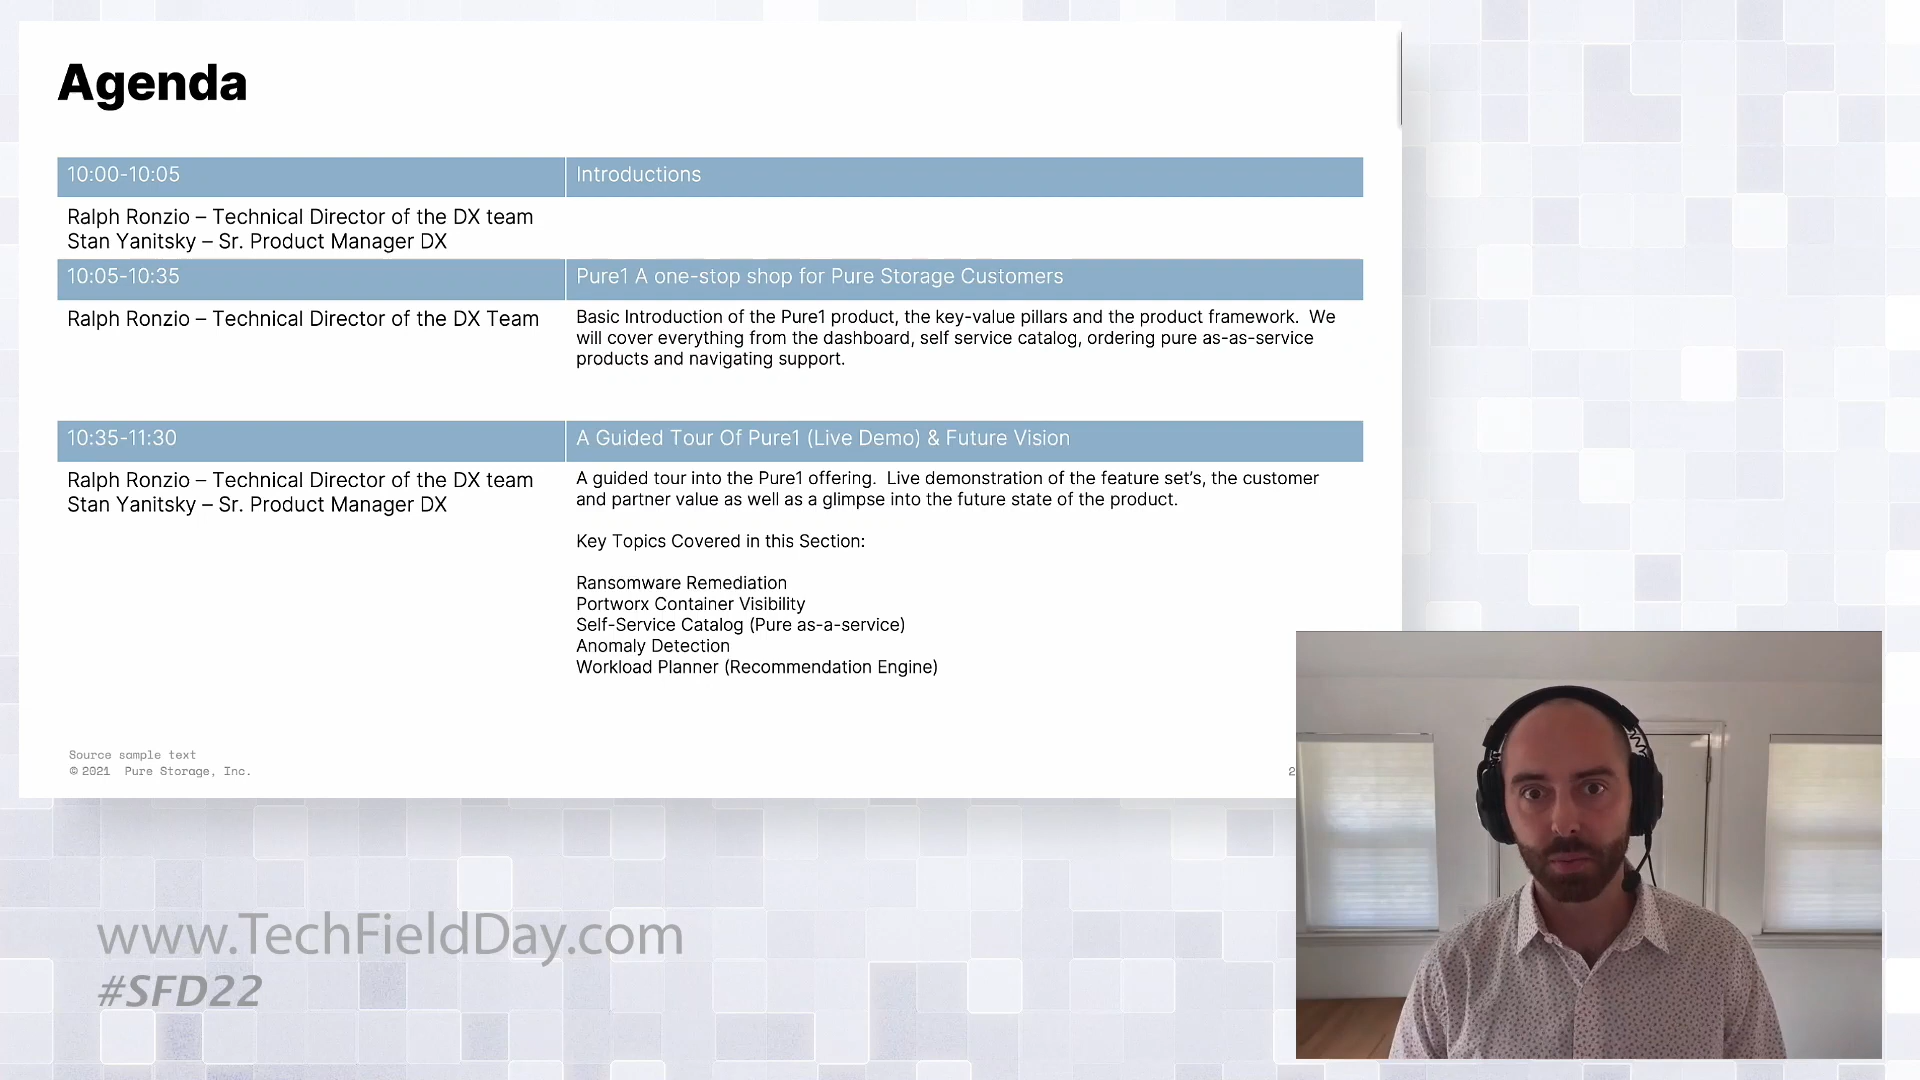 Agenda
10:00-10:05 Introductions
Ralph Ronzio – Technical Director of the DX team
Stan Yanitsky – Sr. Product Manager DX
10:05-10:35 Pure1 A one-stop shop for Pure Storage Customers
Ralph Ronzio – Technical Director of the DX Team
Basic Introduction of the Pure1 product, the key-value pillars and the product framework. We
will cover everything from the dashboard, self service catalog, ordering pure as-as-service
products and navigating support.
10:35-11:30 A Guided Tour Of Pure1 (Live Demo) & Future Vision
Ralph Ronzio – Technical Director of the DX team
Stan Yanitsky – Sr. Product Manager DX
A guided tour into the Pure1 offering. Live demonstration of the feature set’s, the customer
and partner value as well as a glimpse into the future state of the product.
Key Topics Covered in this Section:
Ransomware Remediation
Portworx Container Visibility
Self-Service Catalog (Pure as-a-service)
Anomaly Detection
Workload Planner (Recommendation Engine)
Source sample text
© 2021 Pure Storage, Inc.
2
www.TechFieldDay.com
#SFD22